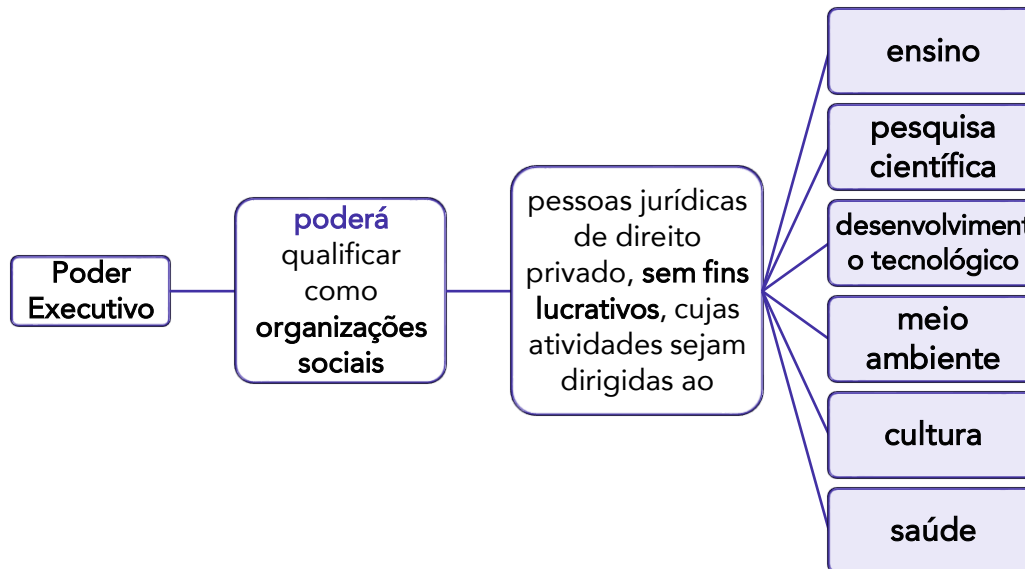 Poder
Executivo
poderá
qualificar
como
organizações
sociais
pessoas jurídicas
de direito
privado, sem fins
lucrativos, cujas
atividades sejam
dirigidas ao
ensino
pesquisa
científica
desenvolviment
o tecnológico
meio
ambiente
cultura
saúde